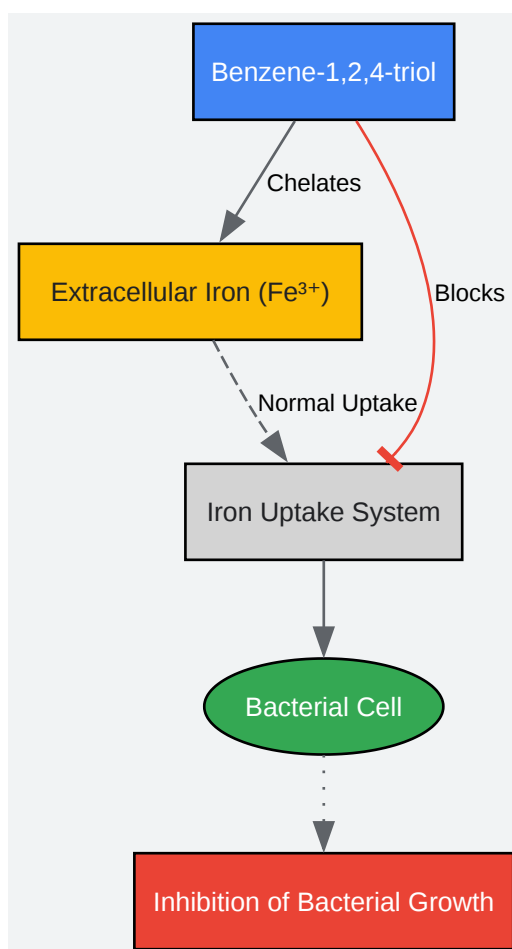 Benzene-1,2,4-triol
Chelates
Extracellular Iron (Fe³⁺)
Blocks
Normal Uptake
Iron Uptake System
Bacterial Cell
Inhibition of Bacterial Growth